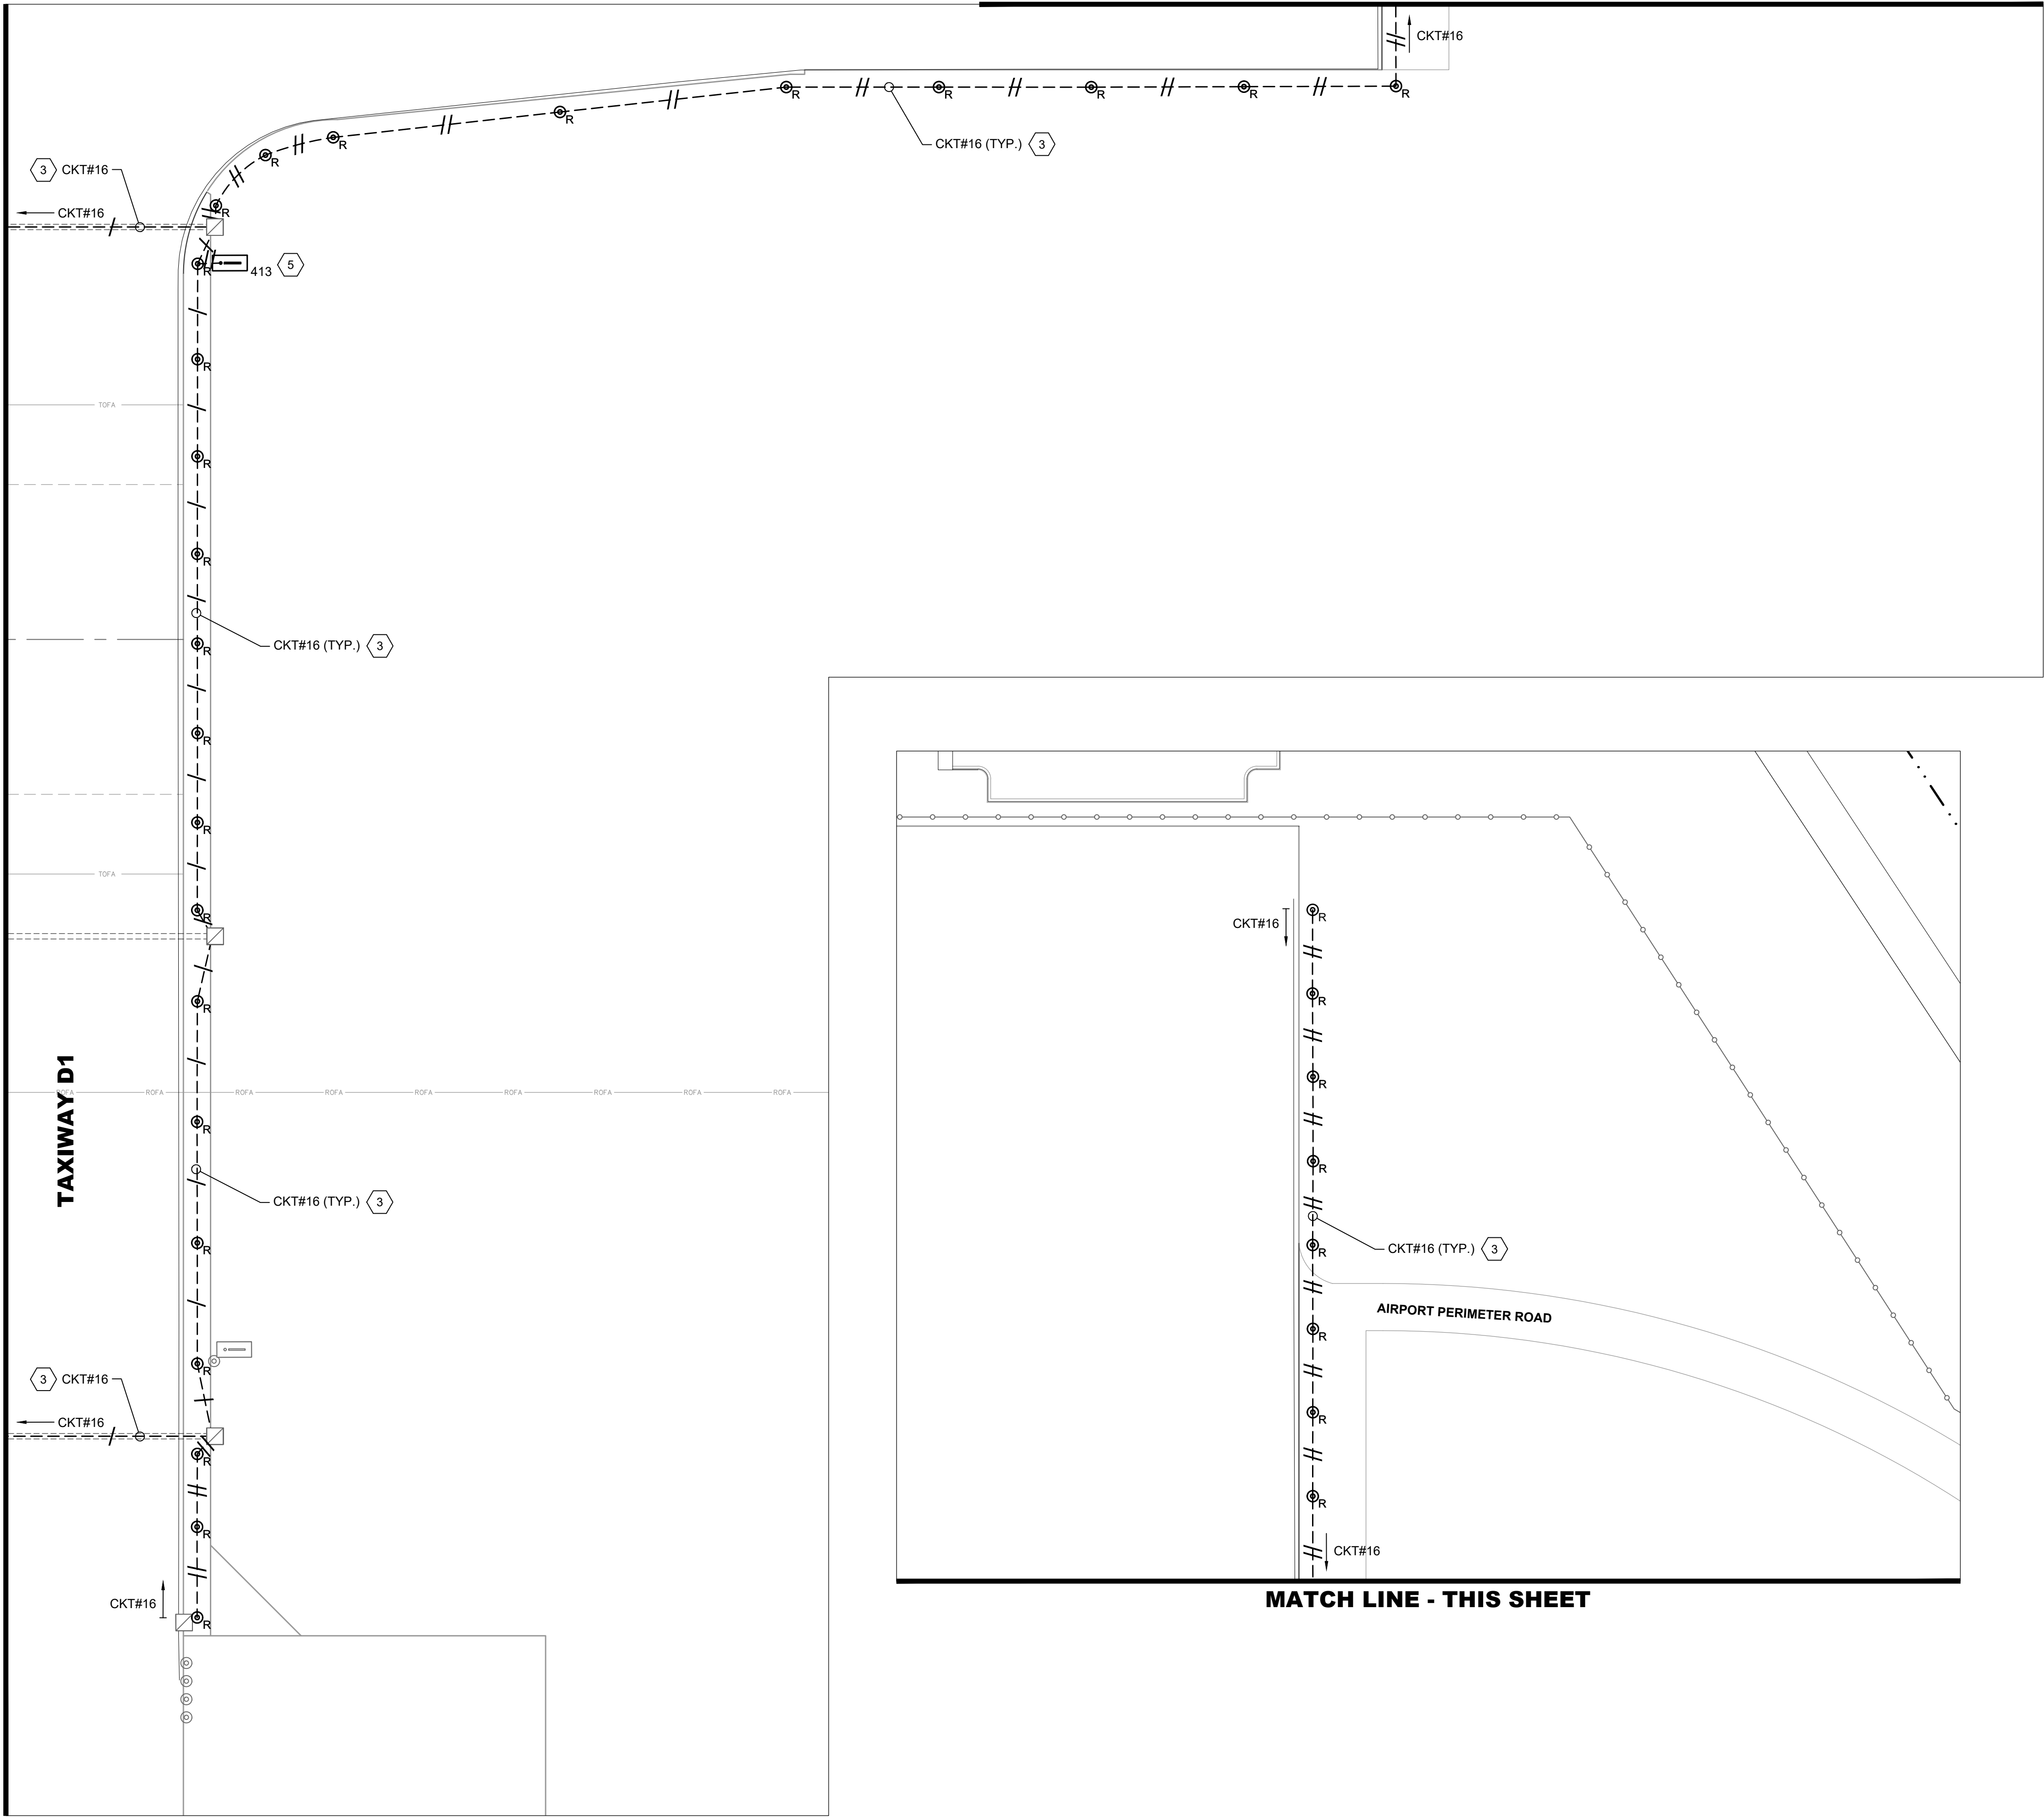 CKT#16
R
R
R
R
R
R
R
CKT#16 (TYP.) 3
R
3 CKT#16
R
CKT#16
R
413 5
R
TOFA
R
R
CKT#16 (TYP.) 3
R
R
R
TOFA
R
R
ROFA ROFA ROFA ROFA ROFA ROFA ROFA ROFA ROFA
TAXIWAY D1
R
CKT#16 (TYP.) 3
R
R
3 CKT#16
CKT#16
R
R
CKT#16
R
R
CKT#16
R
R
R
CKT#16 (TYP.) 3
R
AIRPORT PERIMETER ROAD
R
R
R
CKT#16
MATCH LINE - THIS SHEET